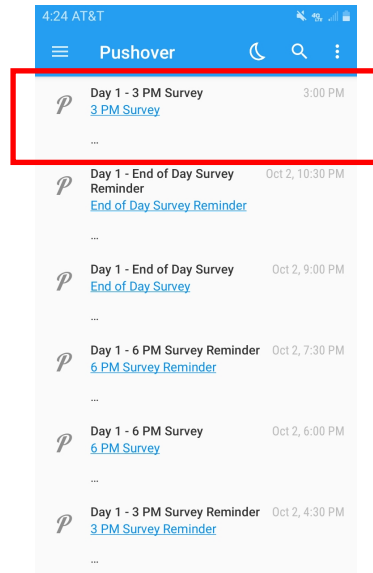 4:24 AT&T
Pushover
Day 1 - 3 PM Survey 3:00 PM
3 PM Survey
...
Day 1 - End of Day Survey Oct 2, 10:30 PM
Reminder
End of Day Survey Reminder
...
Day 1 - End of Day Survey Oct 2, 9:00 PM
End of Day Survey
...
Day 1 - 6 PM Survey Reminder Oct 2, 7:30 PM
6 PM Survey Reminder
...
Day 1 - 6 PM Survey Oct 2, 6:00 PM
6 PM Survey
...
Day 1 - 3 PM Survey Reminder Oct 2, 4:30 PM
3 PM Survey Reminder
...